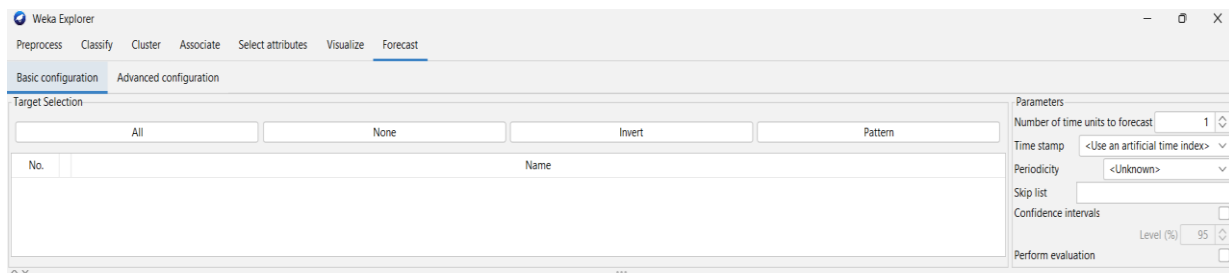 Weka Explorer
Preprocess Classify Cluster Associate Select attributes Visualize Forecast
Basic configuration Advanced configuration
Target Selection
All None Invert Pattern
No. Name
Parameters
Number of time units to forecast 1
Time stamp <Use an artificial time index>
Periodicity <Unknown>
Skip list
Confidence intervals
Level (%) 95
Perform evaluation